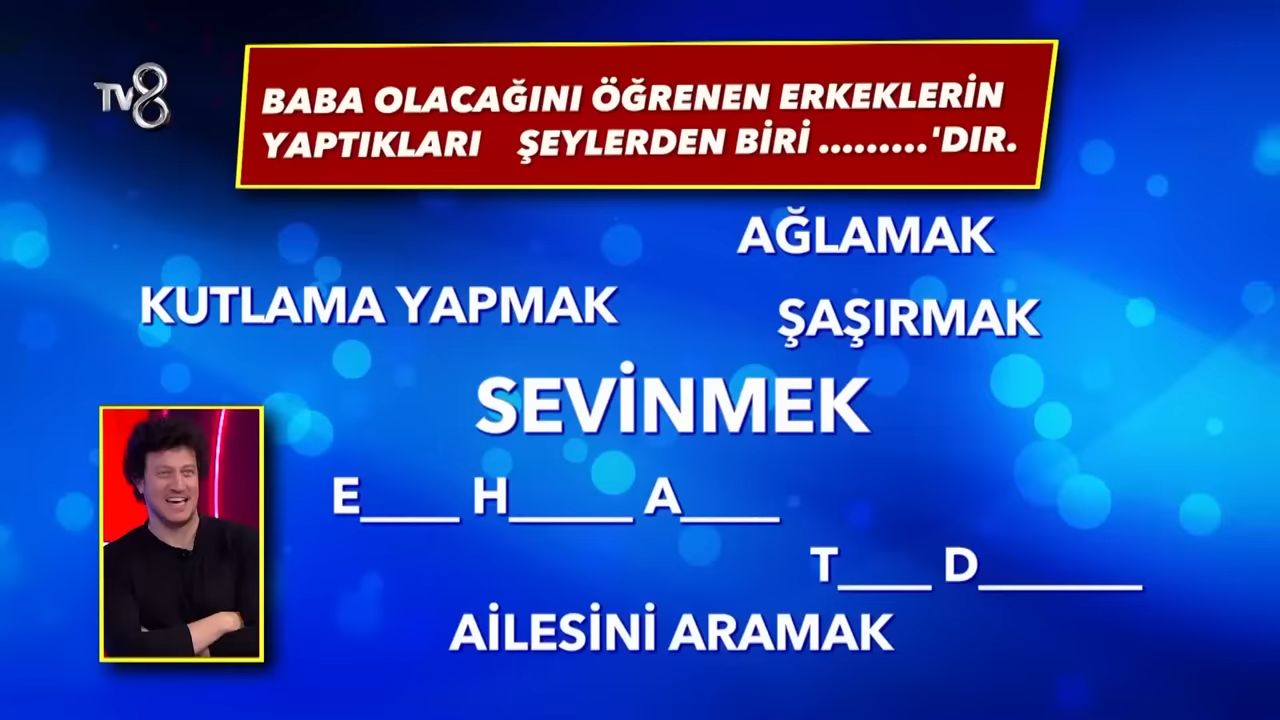 TV8
BABA OLACAĞINI ÖĞRENEN ERKEKLERİN
YAPTIKLARI ŞEYLERDEN BİRİ .........'DIR.
AĞLAMAK
KUTLAMA YAPMAK
ŞAŞIRMAK
SEVİNMEK
E____ H_____ A____
T____ D_______
AİLESİNİ ARAMAK